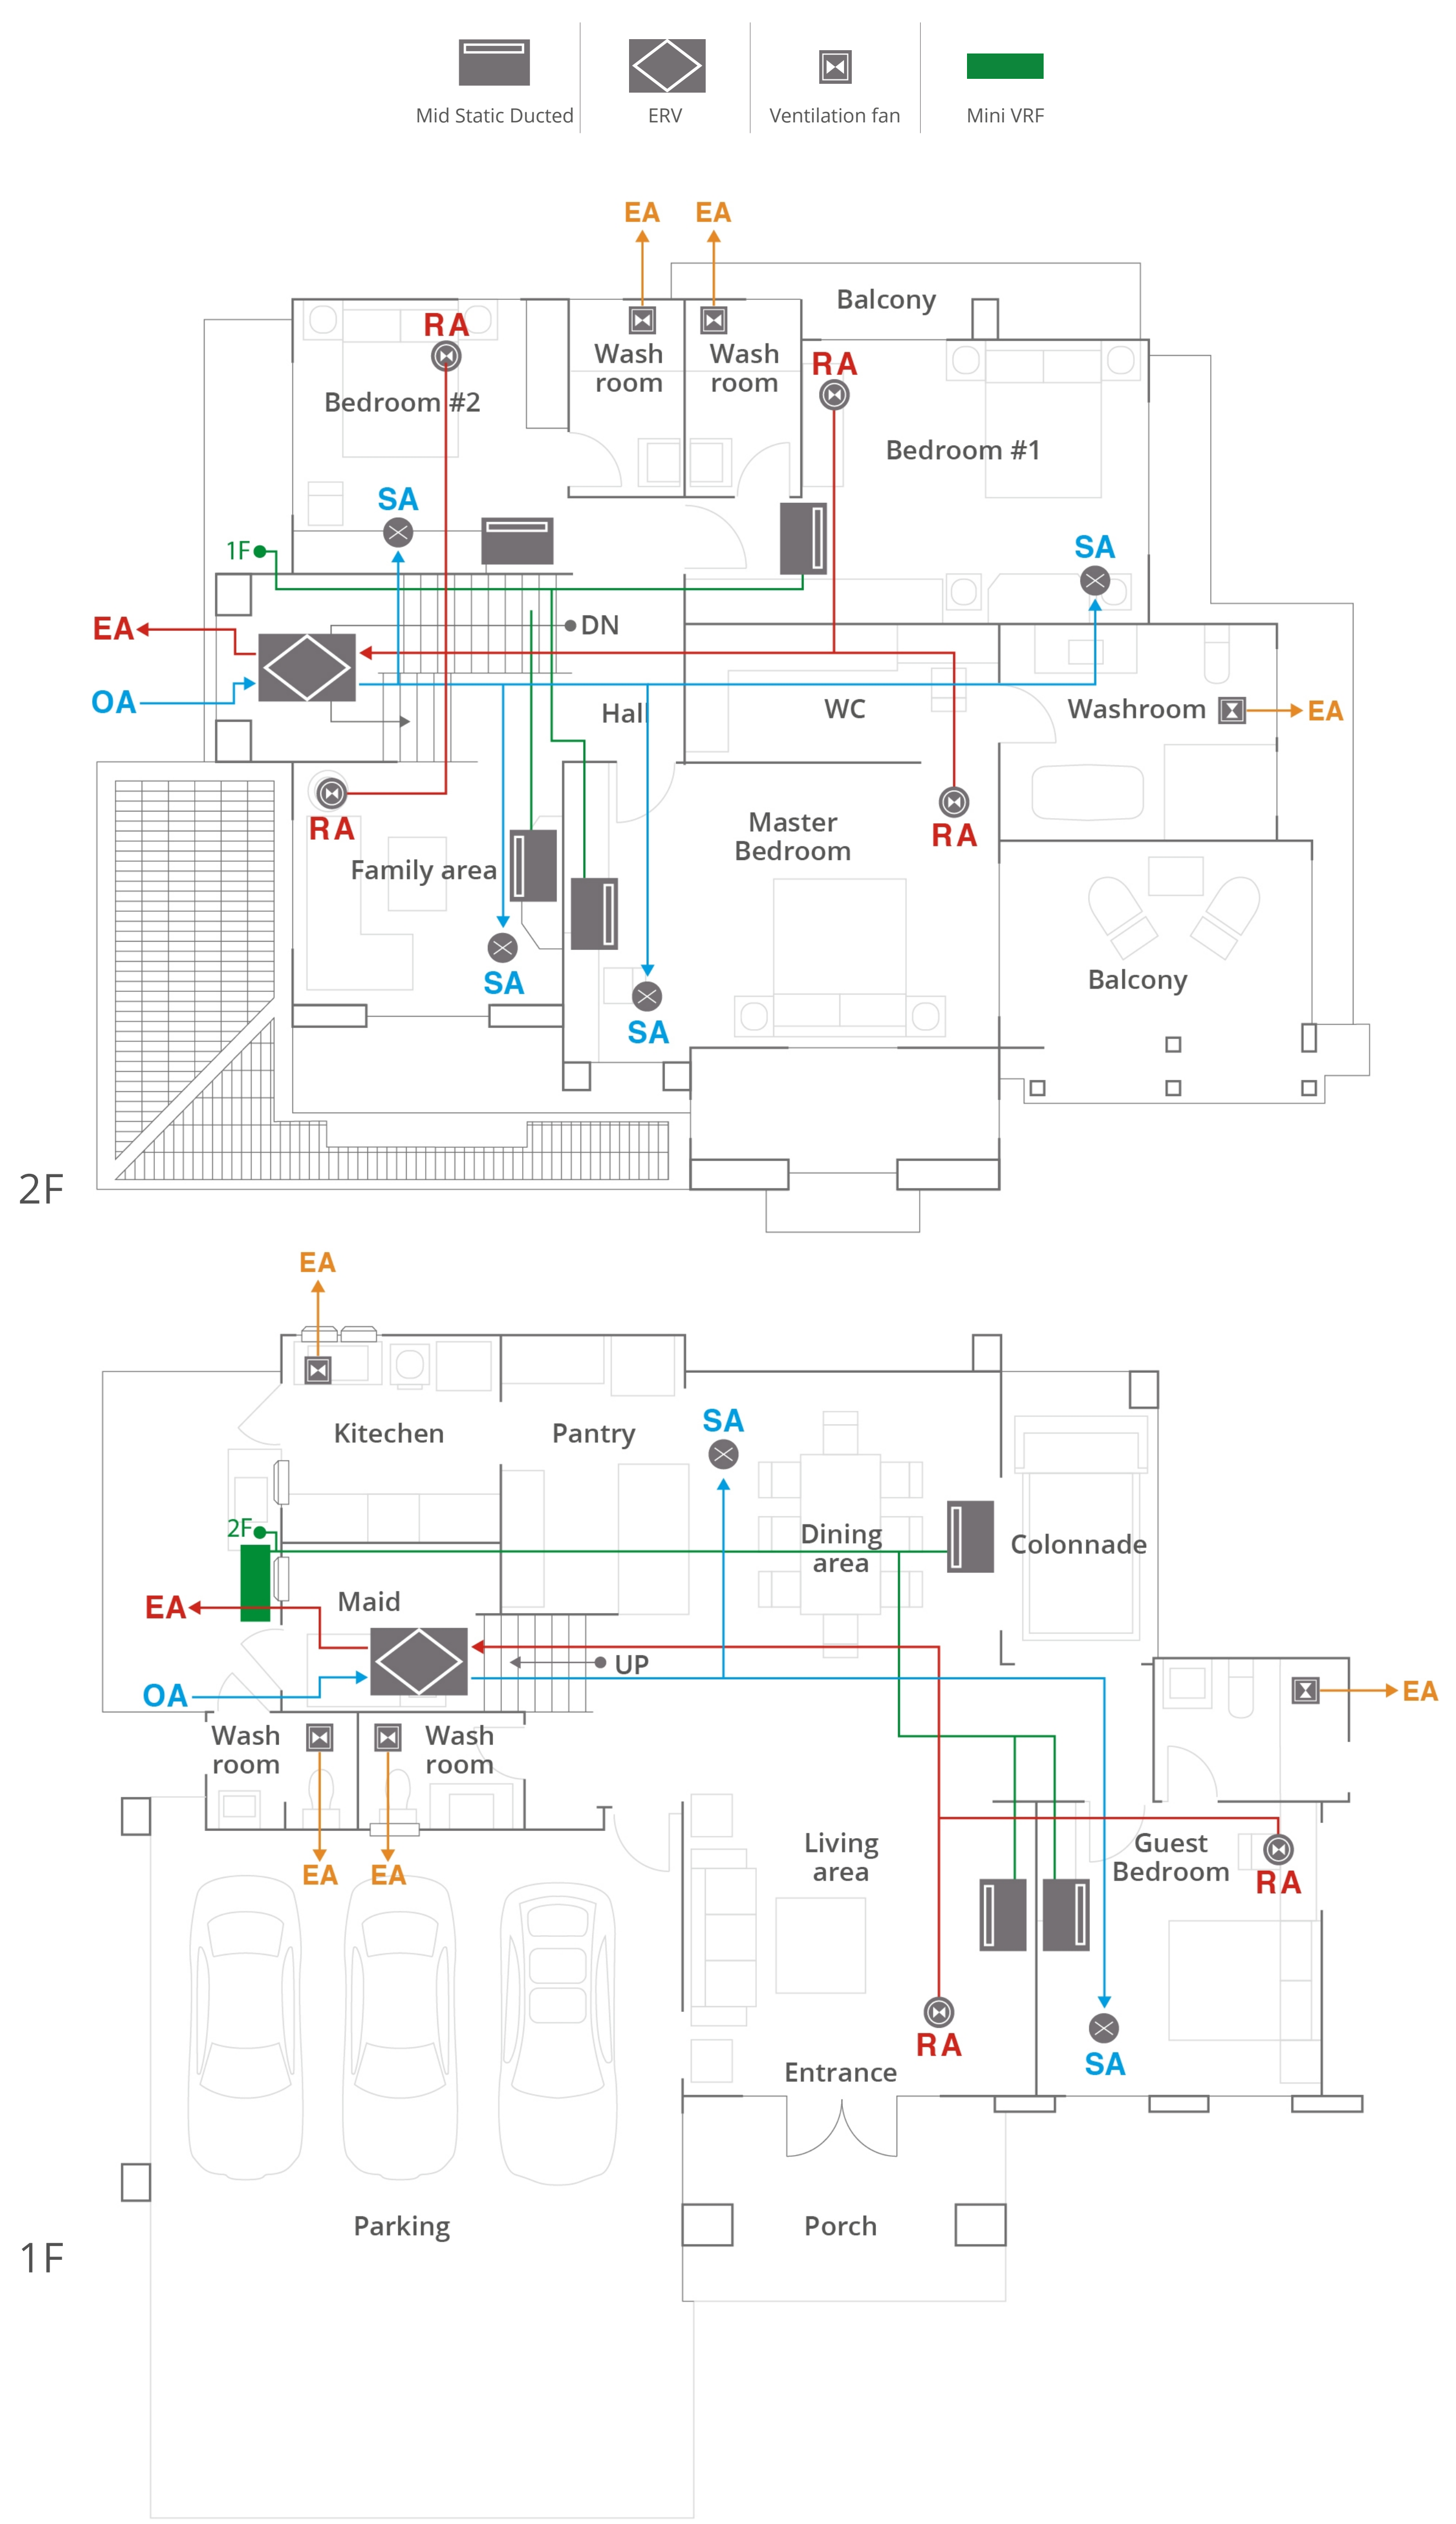 Mid Static Ducted
ERV
Ventilation fan
Mini VRF
EA
EA
Balcony
RA
Wash
room
Wash
room
RA
Bedroom #2
Bedroom #1
SA
1F
SA
EA
DN
OA
Hall
WC
Washroom
EA
RA
Master
Bedroom
RA
Family area
SA
Balcony
SA
2F
EA
Kitechen
Pantry
SA
2F
Dining
area
Colonnade
Maid
EA
UP
OA
EA
Wash
room
Wash
room
EA
EA
Living
area
Guest
Bedroom
RA
RA
SA
Entrance
Parking
Porch
1F